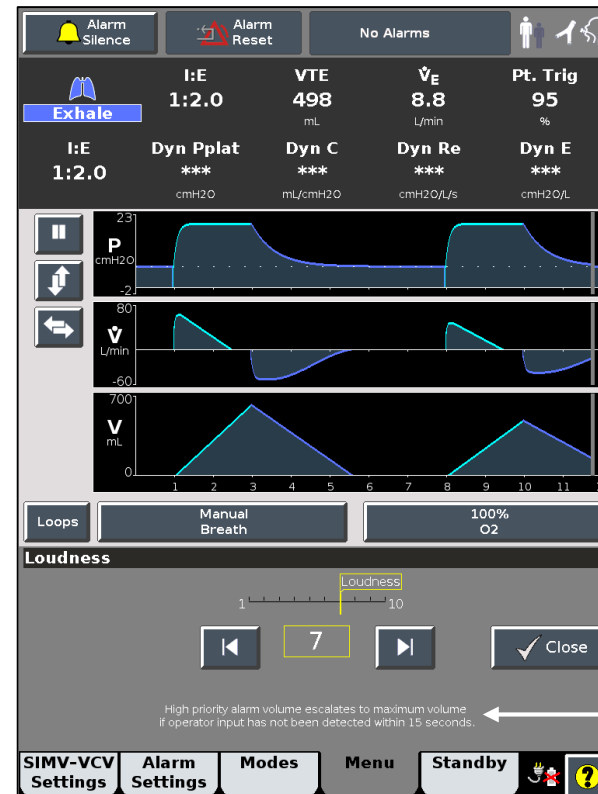 Alarm
Silence
Alarm
Reset
No Alarms
Exhale
I:E
1:2.0
VTE
498
mL
V̇E
8.8
L/min
Pt. Trig
95
%
I:E
1:2.0
Dyn Pplat
***
cmH2O
Dyn C
***
mL/cmH2O
Dyn Re
***
cmH2O/L/s
Dyn E
***
cmH2O/L
23
P
cmH2O
-2
80
V̇
L/min
-60
700
V
mL
0
1 2 3 4 5 6 7 8 9 10 11
Loops
Manual
Breath
100%
O2
Loudness
Loudness
1 10
7
Close
High priority alarm volume escalates to maximum volume
if operator input has not been detected within 15 seconds.
SIMV-VCV
Settings
Alarm
Settings
Modes
Menu
Standby
?